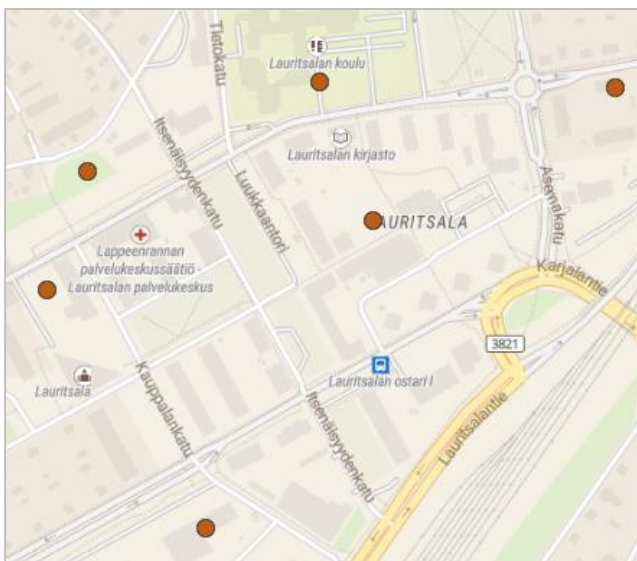 Tietokatu
Lauritsalan koulu
Itsenäisyydenkatu
Lauritsalan kirjasto
Luukkaantori
Asemakatu
LAURITSALA
Lappeenrannan
palvelukeskussäätiö -
Lauritsalan palvelukeskus
Karjalantie
3821
Lauritsala
Lauritsalan ostari I
Kauppalankatu
Itsenäisyydenkatu
Lauritsalantie